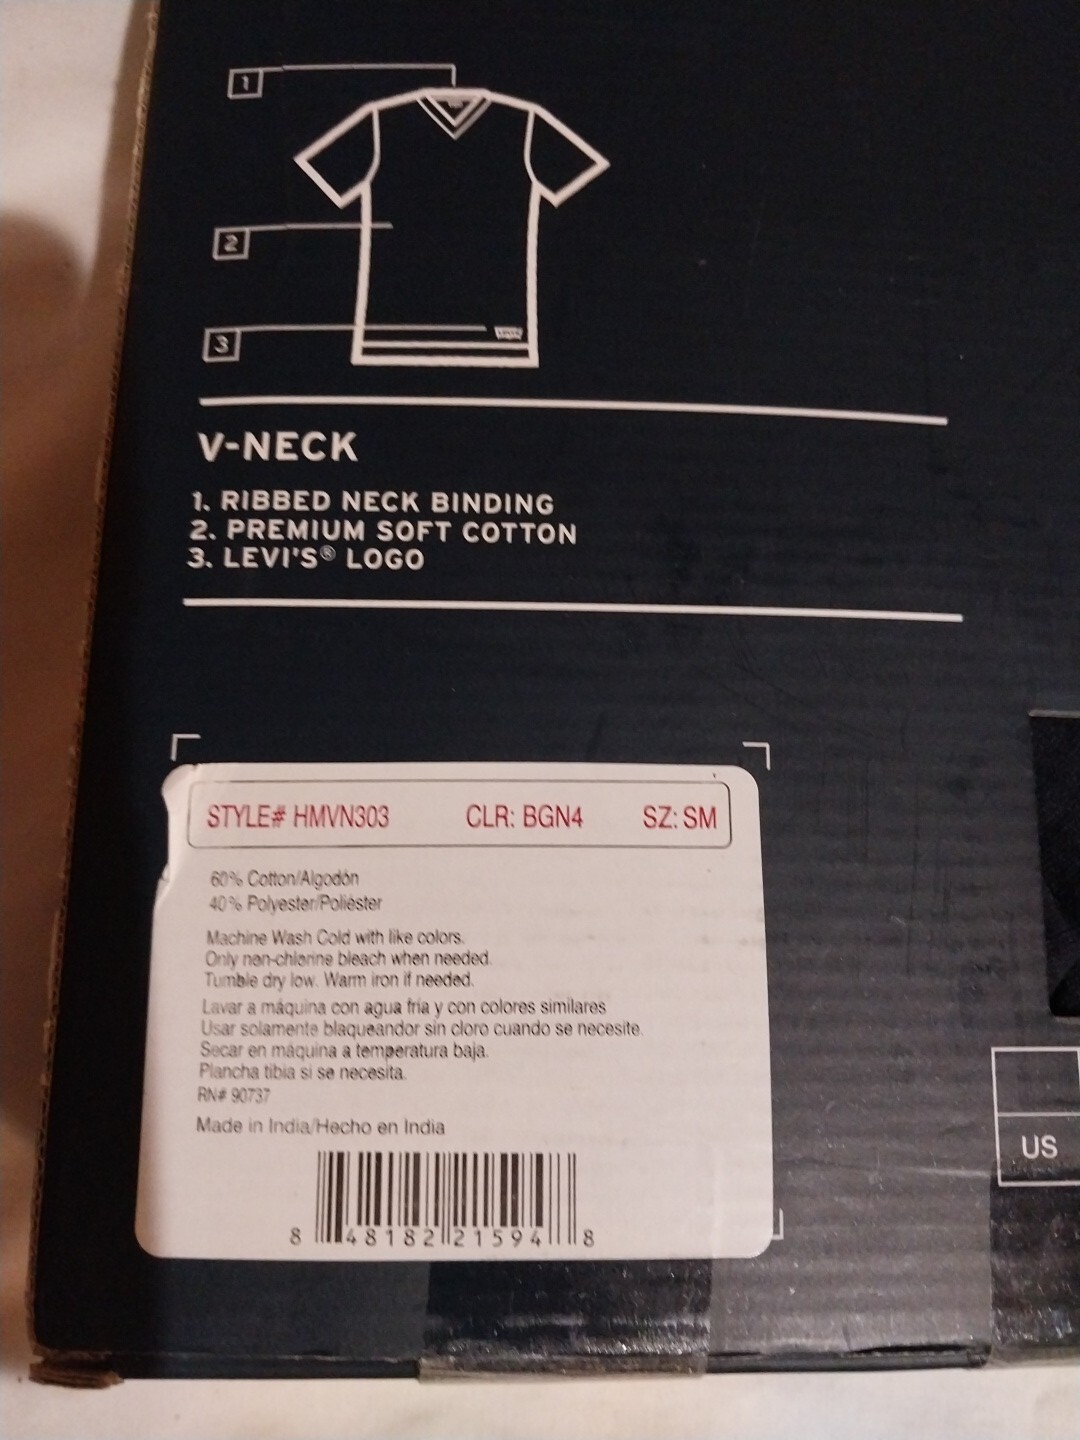 1
2
3
V-NECK
1. RIBBED NECK BINDING
2. PREMIUM SOFT COTTON
3. LEVI'S® LOGO
STYLE# HMVN303 CLR: BGN4 SZ: SM
60% Cotton/Algodón
40% Polyester/Poliéster
Machine Wash Cold with like colors.
Only non-chlorine bleach when needed.
Tumble dry low. Warm iron if needed.
Lavar a máquina con agua fría y con colores similares
Usar solamente blaqueandor sin cloro cuando se necesite.
Secar en máquina a temperatura baja.
Plancha tibia si se necesita.
RN# 90737
Made in India/Hecho en India
8 48182 21594 8
US